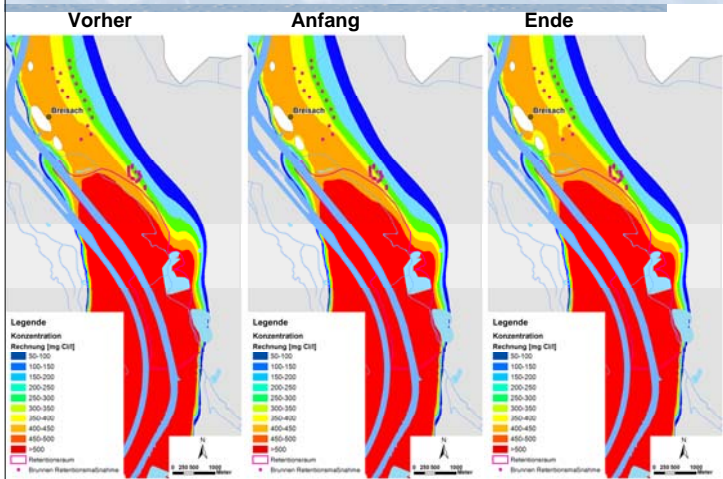 Vorher
Anfang
Ende
Breisach
Legende
Konzentration
Rechnung [mg Cl/l]
50-100
100-150
150-200
200-250
250-300
300-350
350-400
400-450
450-500
>500
Retentionsraum
Brunnen Retentionsmaßnahme
N
0 250 500 1000
Meter
Breisach
Legende
Konzentration
Rechnung [mg Cl/l]
50-100
100-150
150-200
200-250
250-300
300-350
350-400
400-450
450-500
>500
Retentionsraum
Brunnen Retentionsmaßnahme
N
0 250 500 1000
Meter
Breisach
Legende
Konzentration
Rechnung [mg Cl/l]
50-100
100-150
150-200
200-250
250-300
300-350
350-400
400-450
450-500
>500
Retentionsraum
Brunnen Retentionsmaßnahme
N
0 250 500 1000
Meter